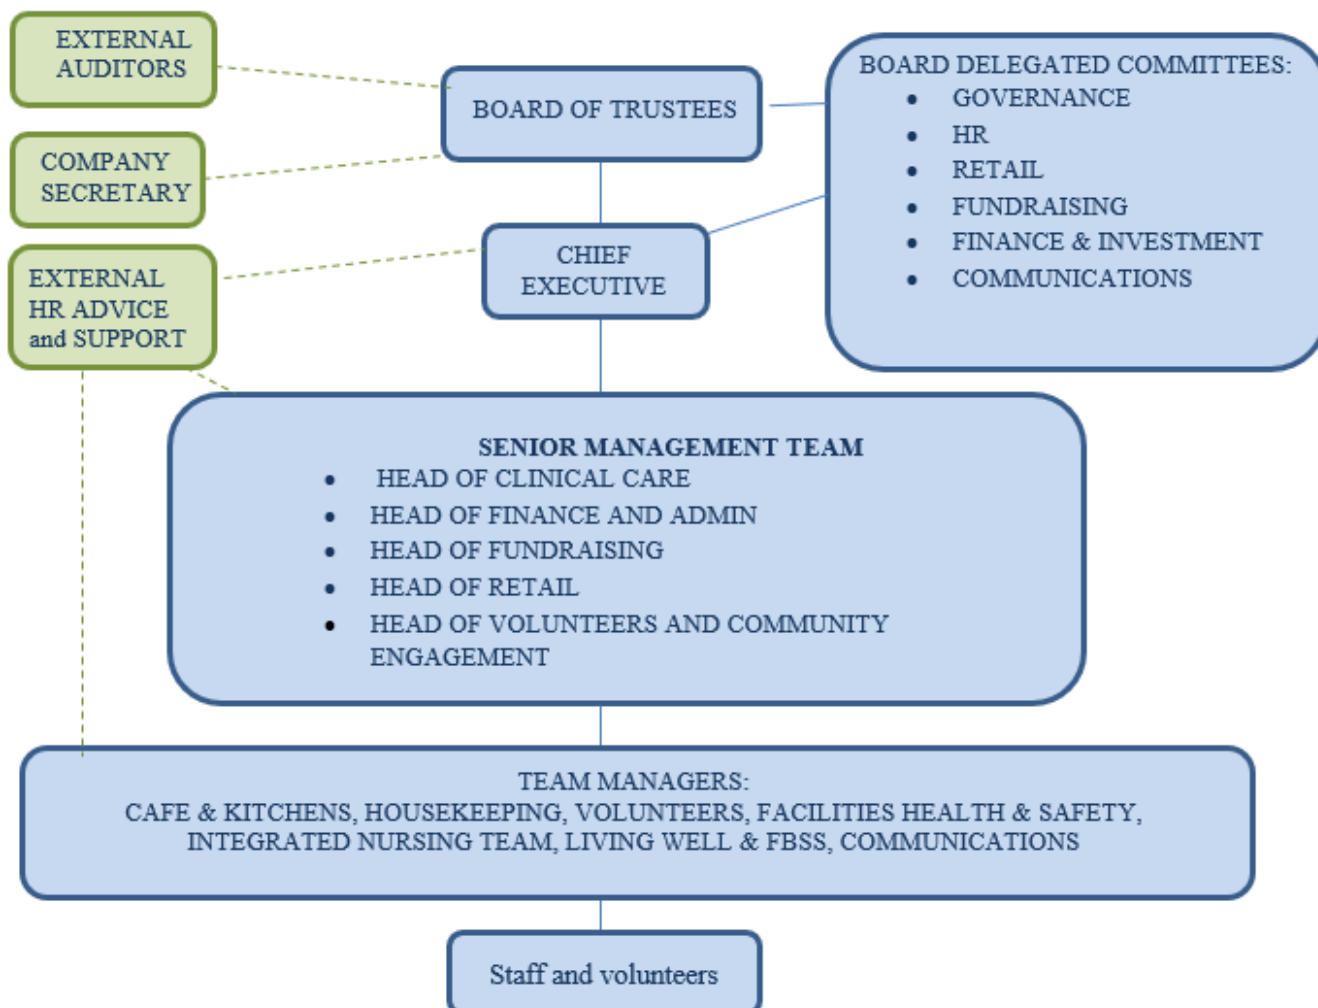 EXTERNAL
AUDITORS
COMPANY
SECRETARY
EXTERNAL
HR ADVICE
and SUPPORT
BOARD OF TRUSTEES
CHIEF
EXECUTIVE
BOARD DELEGATED COMMITTEES:
• GOVERNANCE
• HR
• RETAIL
• FUNDRAISING
• FINANCE & INVESTMENT
• COMMUNICATIONS
SENIOR MANAGEMENT TEAM
• HEAD OF CLINICAL CARE
• HEAD OF FINANCE AND ADMIN
• HEAD OF FUNDRAISING
• HEAD OF RETAIL
• HEAD OF VOLUNTEERS AND COMMUNITY
ENGAGEMENT
TEAM MANAGERS:
CAFE & KITCHENS, HOUSEKEEPING, VOLUNTEERS, FACILITIES HEALTH & SAFETY,
INTEGRATED NURSING TEAM, LIVING WELL & FBSS, COMMUNICATIONS
Staff and volunteers